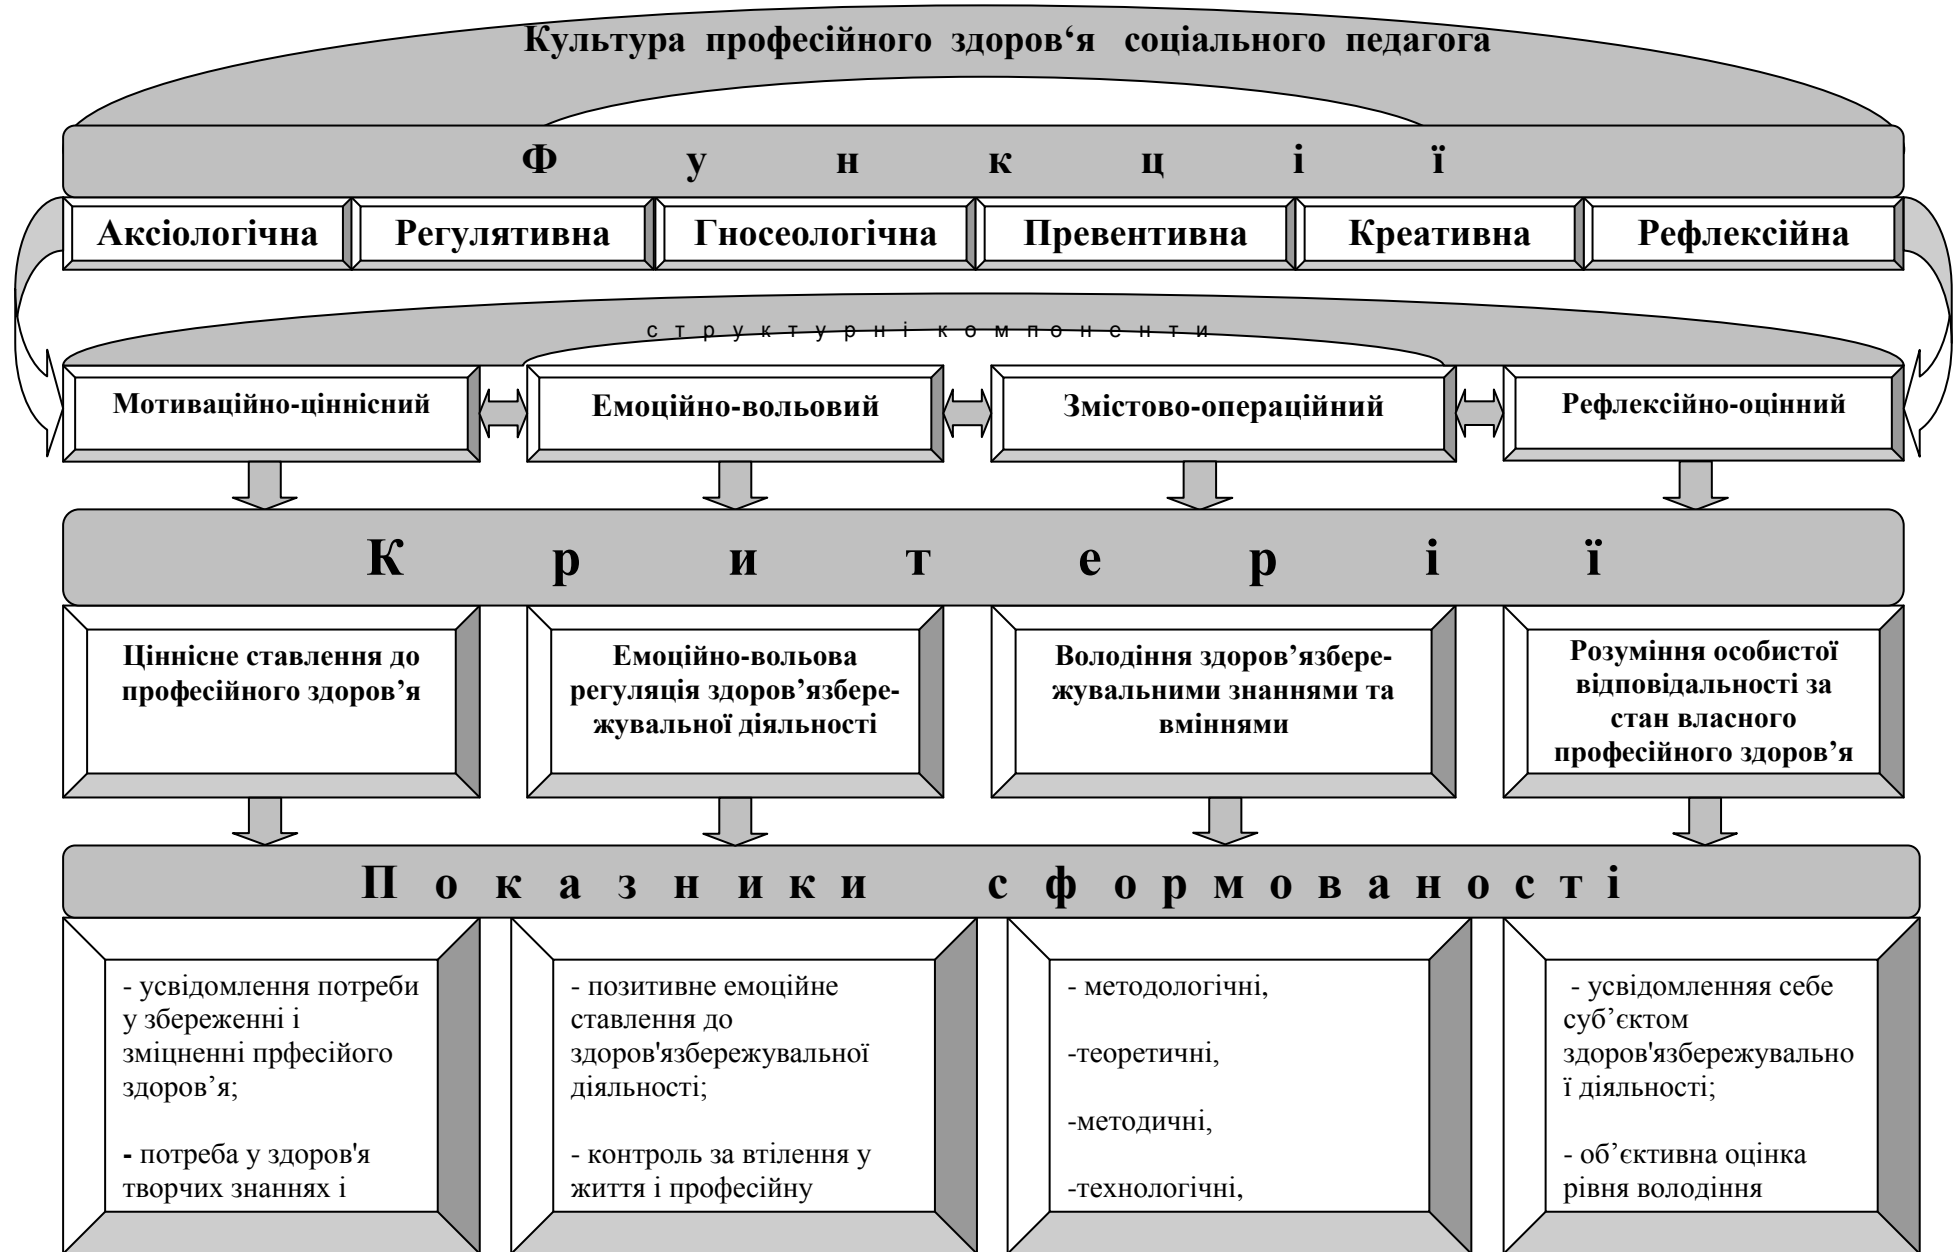 Культура професійного здоров‘я соціального педагога
Ф у н к ц і ї
Аксіологічна Регулятивна Гносеологічна Превентивна Креативна Рефлексійна
с т р у к т у р н і к о м п о н е н т и
Мотиваційно-ціннісний Емоційно-вольовий Змістово-операційний Рефлексійно-оцінний
К р и т е р і ї
Ціннісне ставлення до
професійного здоров’я
Емоційно-вольова
регуляція здоров’язбере-
жувальної діяльності
Володіння здоров’язбере-
жувальними знаннями та
вміннями
Розуміння особистої
відповідальності за
стан власного
професійного здоров’я
П о к а з н и к и с ф о р м о в а н о с т і
- усвідомлення потреби
у збереженні і
зміцненні прфесійого
здоров’я;
- потреба у здоров'я
творчих знаннях і
- позитивне емоційне
ставлення до
здоров'язбережувальної
діяльності;
- контроль за втілення у
життя і професійну
- методологічні,
-теоретичні,
-методичні,
-технологічні,
- усвідомленняя себе
суб’єктом
здоров'язбережувально
ї діяльності;
- об’єктивна оцінка
рівня володіння